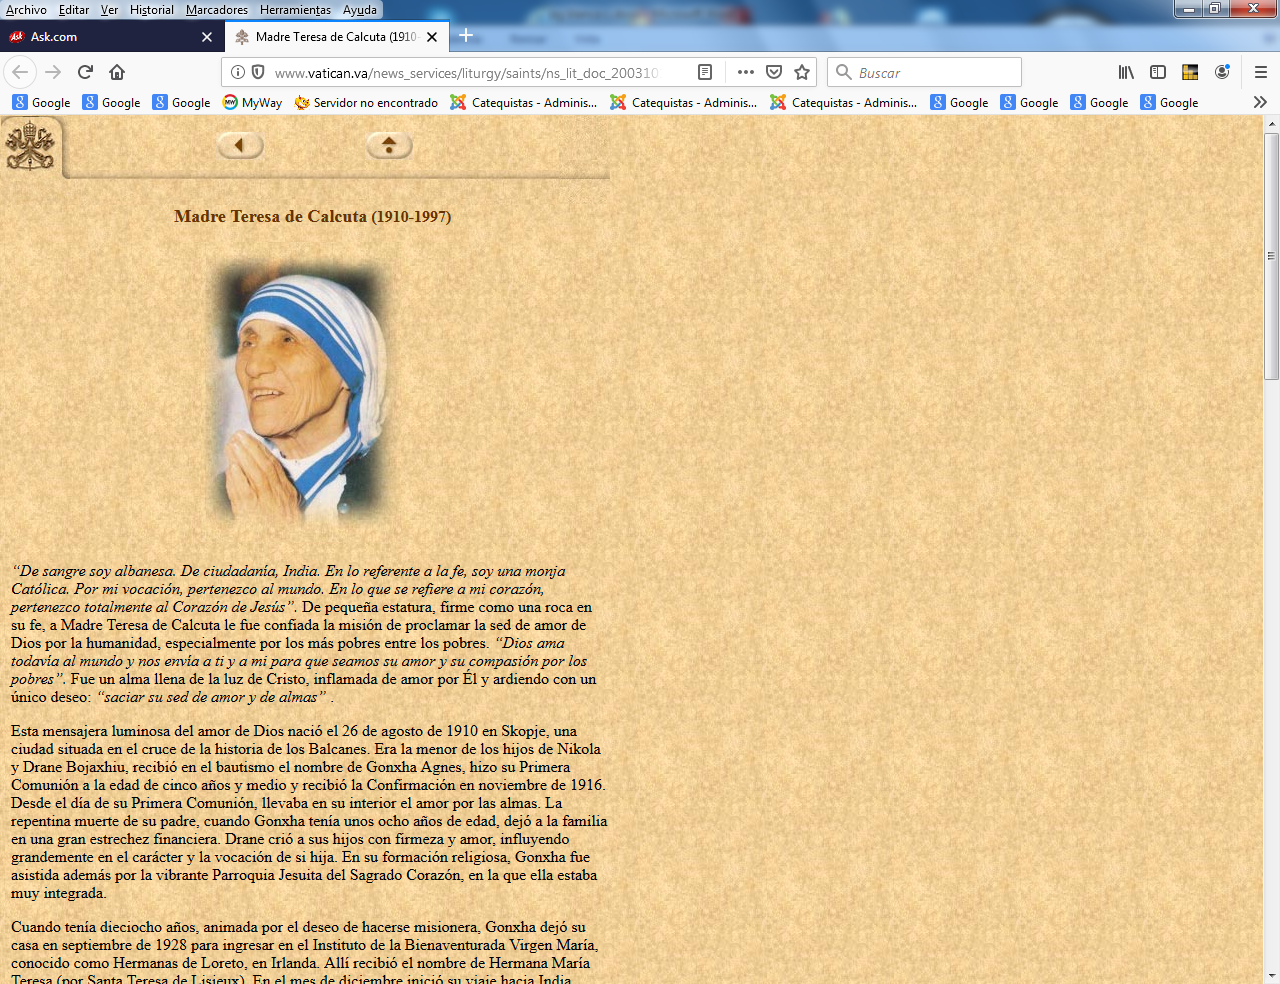 Archivo Editar Ver Historial Marcadores Herramientas Ayuda
Ask.com
Madre Teresa de Calcuta (1910-
www.vatican.va/news_services/liturgy/saints/ns_lit_doc_200310
Buscar
Google Google Google MyWay Servidor no encontrado Catequistas - Adminis... Catequistas - Adminis... Catequistas - Adminis... Google Google Google Google
Madre Teresa de Calcuta (1910-1997)
“De sangre soy albanesa. De ciudadanía, India. En lo referente a la fe, soy una monja
Católica. Por mi vocación, pertenezco al mundo. En lo que se refiere a mi corazón,
pertenezco totalmente al Corazón de Jesús”. De pequeña estatura, firme como una roca en
su fe, a Madre Teresa de Calcuta le fue confiada la misión de proclamar la sed de amor de
Dios por la humanidad, especialmente por los más pobres entre los pobres. “Dios ama
todavía al mundo y nos envía a ti y a mi para que seamos su amor y su compasión por los
pobres”. Fue un alma llena de la luz de Cristo, inflamada de amor por Él y ardiendo con un
único deseo: “saciar su sed de amor y de almas” .
Esta mensajera luminosa del amor de Dios nació el 26 de agosto de 1910 en Skopje, una
ciudad situada en el cruce de la historia de los Balcanes. Era la menor de los hijos de Nikola
y Drane Bojaxhiu, recibió en el bautismo el nombre de Gonxha Agnes, hizo su Primera
Comunión a la edad de cinco años y medio y recibió la Confirmación en noviembre de 1916.
Desde el día de su Primera Comunión, llevaba en su interior el amor por las almas. La
repentina muerte de su padre, cuando Gonxha tenía unos ocho años de edad, dejó a la familia
en una gran estrechez financiera. Drane crió a sus hijos con firmeza y amor, influyendo
grandemente en el carácter y la vocación de si hija. En su formación religiosa, Gonxha fue
asistida además por la vibrante Parroquia Jesuita del Sagrado Corazón, en la que ella estaba
muy integrada.
Cuando tenía dieciocho años, animada por el deseo de hacerse misionera, Gonxha dejó su
casa en septiembre de 1928 para ingresar en el Instituto de la Bienaventurada Virgen María,
conocido como Hermanas de Loreto, en Irlanda. Allí recibió el nombre de Hermana María
Teresa (por Santa Teresa de Lisieux). En el mes de diciembre inició su viaje hacia India,